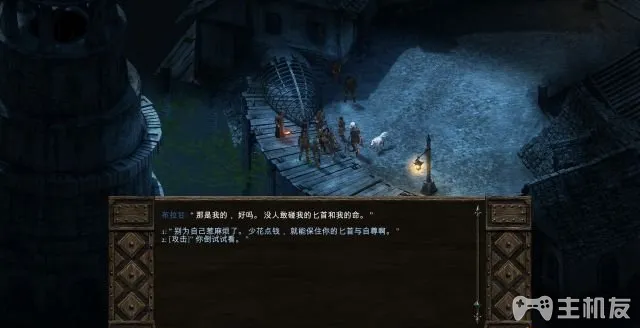 布拉甘："那是我的，好吗。没人敢碰我的匕首和我的命。"
1:"别为自己惹麻烦了。少花点钱，就能保住你的匕首与自尊啊。"
2:[攻击]"你倒试试看。"
主机友